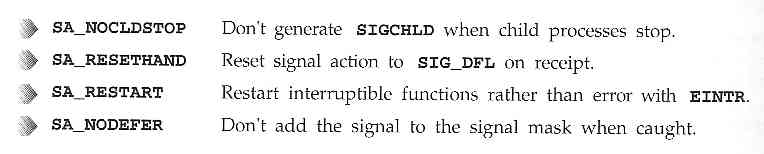 SA_NOCLDSTOP Don't generate SIGCHLD when child processes stop.
SA_RESETHAND Reset signal action to SIG_DFL on receipt.
SA_RESTART Restart interruptible functions rather than error with EINTR.
SA_NODEFER Don't add the signal to the signal mask when caught.